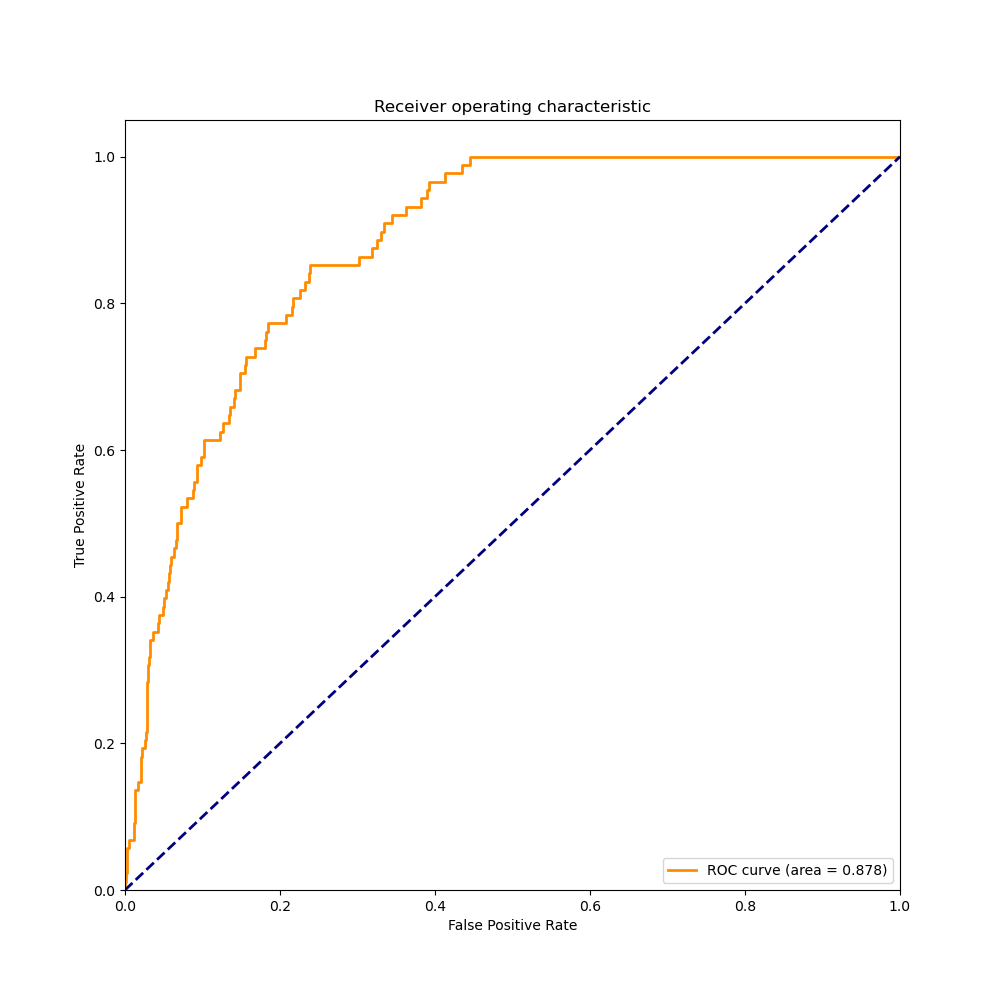 Receiver operating characteristic
1.0
0.8
0.6
0.4
0.2
0.0
True Positive Rate
ROC curve (area = 0.878)
0.0 0.2 0.4 0.6 0.8 1.0
False Positive Rate